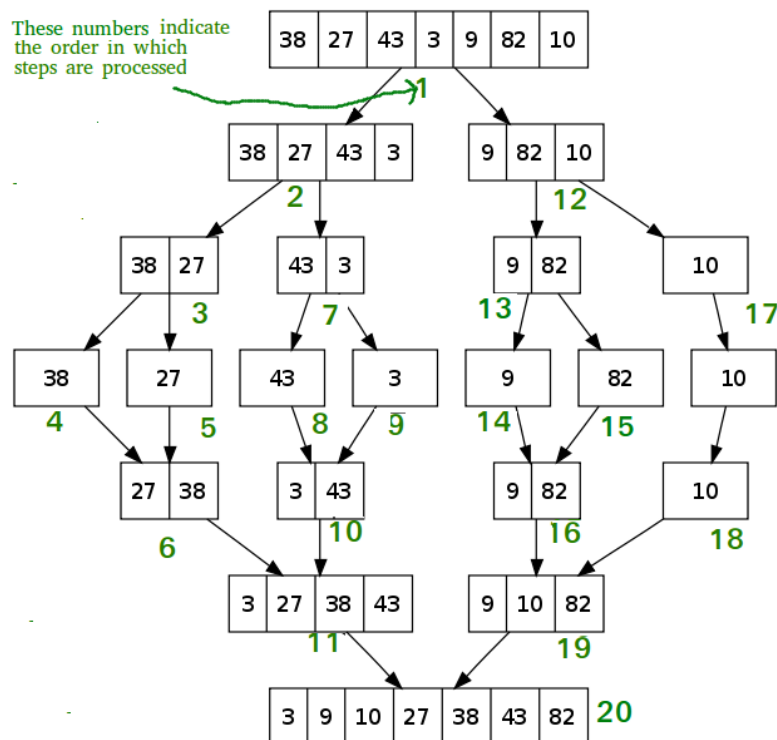 These numbers indicate
the order in which
steps are processed
38 27 43 3 9 82 10
1
38 27 43 3 9 82 10
2 12
38 27 43 3 9 82 10
3 7 13 17
38 27 43 3 9 82 10
4 5 8 9 14 15
27 38 3 43 9 82 10
6 10 16 18
3 27 38 43 9 10 82
11 19
3 9 10 27 38 43 82 20